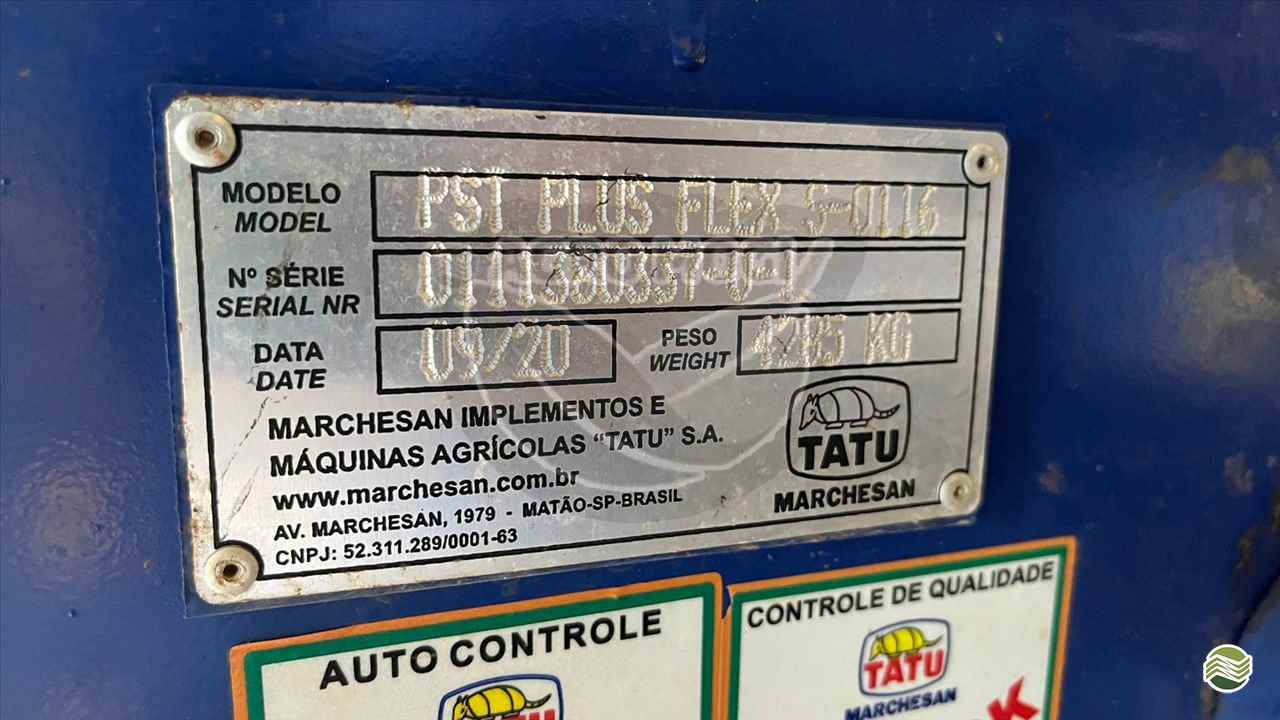 MODELO
MODEL
PST PLUS FLEX S-0116
Nº SÉRIE
SERIAL NR
DATA
DATE
09/20
PESO
WEIGHT
4285 KG
MARCHESAN IMPLEMENTOS E
MÁQUINAS AGRÍCOLAS “TATU” S.A.
www.marchesan.com.br
AV. MARCHESAN, 1979 - MATÃO-SP-BRASIL
CNPJ: 52.311.289/0001-63
TATU
MARCHESAN
AUTO CONTROLE
TATU
CONTROLE DE QUALIDADE
TATU
MARCHESAN